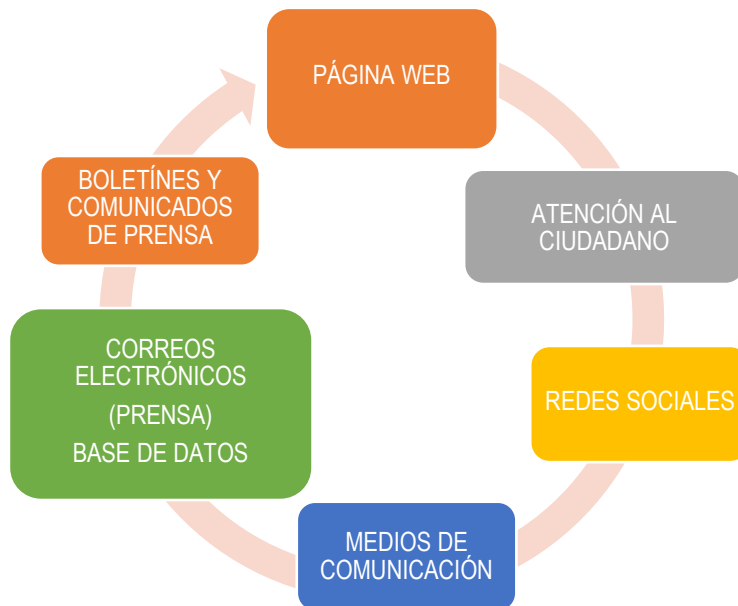 PÁGINA WEB
ATENCIÓN AL
CIUDADANO
REDES SOCIALES
MEDIOS DE
COMUNICACIÓN
CORREOS
ELECTRÓNICOS
(PRENSA)
BASE DE DATOS
BOLETÍNES Y
COMUNICADOS
DE PRENSA